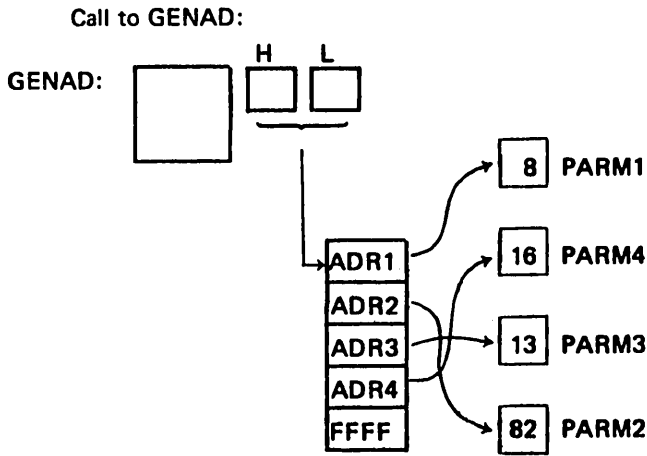 Call to GENAD:
H L
GENAD:
8 PARM1
ADR1
16 PARM4
ADR2
ADR3
13 PARM3
ADR4
FFFF
82 PARM2